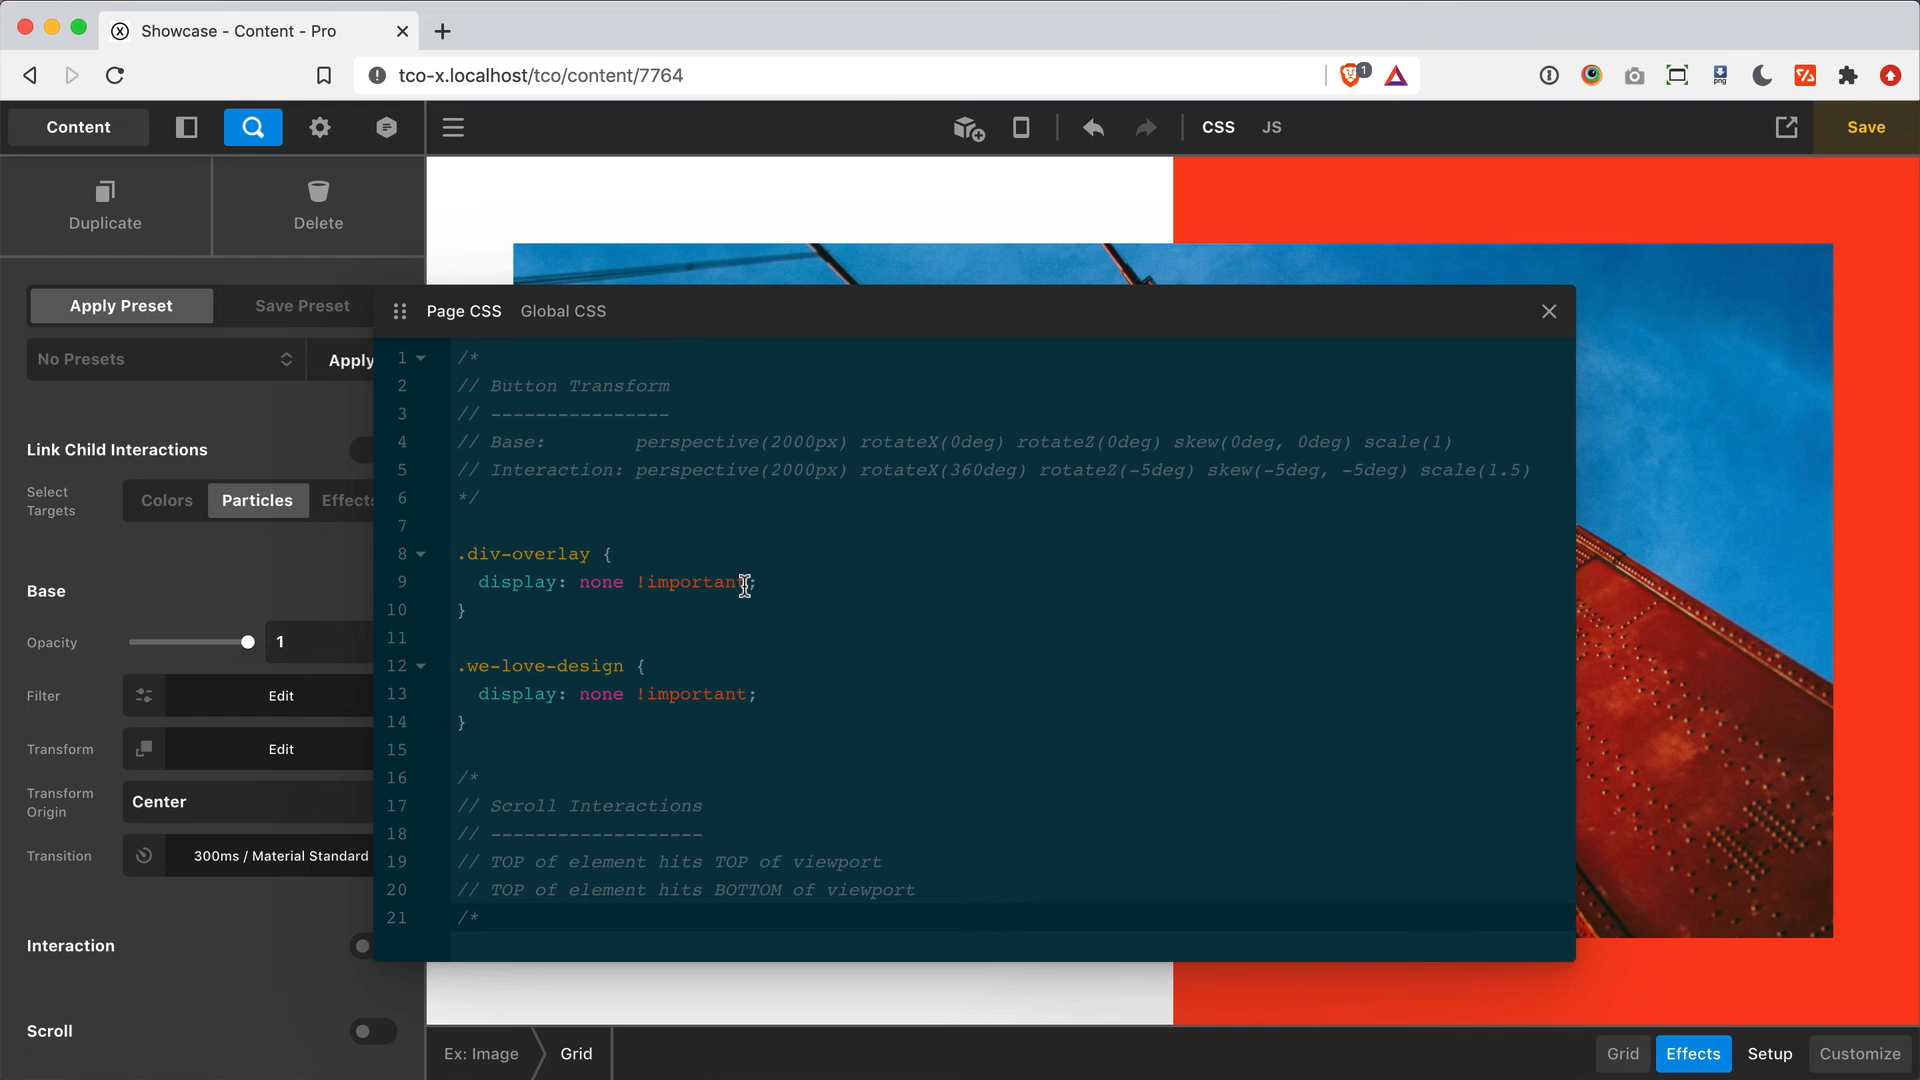 Showcase - Content - Pro
tco-x.localhost/tco/content/7764
1
png
Content
CSS
JS
Save
Duplicate
Delete
Apply Preset
Save Preset
No Presets
Apply
Link Child Interactions
Select
Targets
Colors
Particles
Effects
Base
Opacity
1
Filter
Edit
Transform
Edit
Transform
Origin
Center
Transition
300ms / Material Standard
Interaction
Scroll
Page CSS
Global CSS
1 /*
2 // Button Transform
3 // ----------------
4 // Base:        perspective(2000px) rotateX(0deg) rotateZ(0deg) skew(0deg, 0deg) scale(1)
5 // Interaction: perspective(2000px) rotateX(360deg) rotateZ(-5deg) skew(-5deg, -5deg) scale(1.5)
6 */
7
8 .div-overlay {
9   display: none !important;
10 }
11
12 .we-love-design {
13   display: none !important;
14 }
15
16 /*
17 // Scroll Interactions
18 // -------------------
19 // TOP of element hits TOP of viewport
20 // TOP of element hits BOTTOM of viewport
21 /*
Ex: Image
Grid
Grid
Effects
Setup
Customize